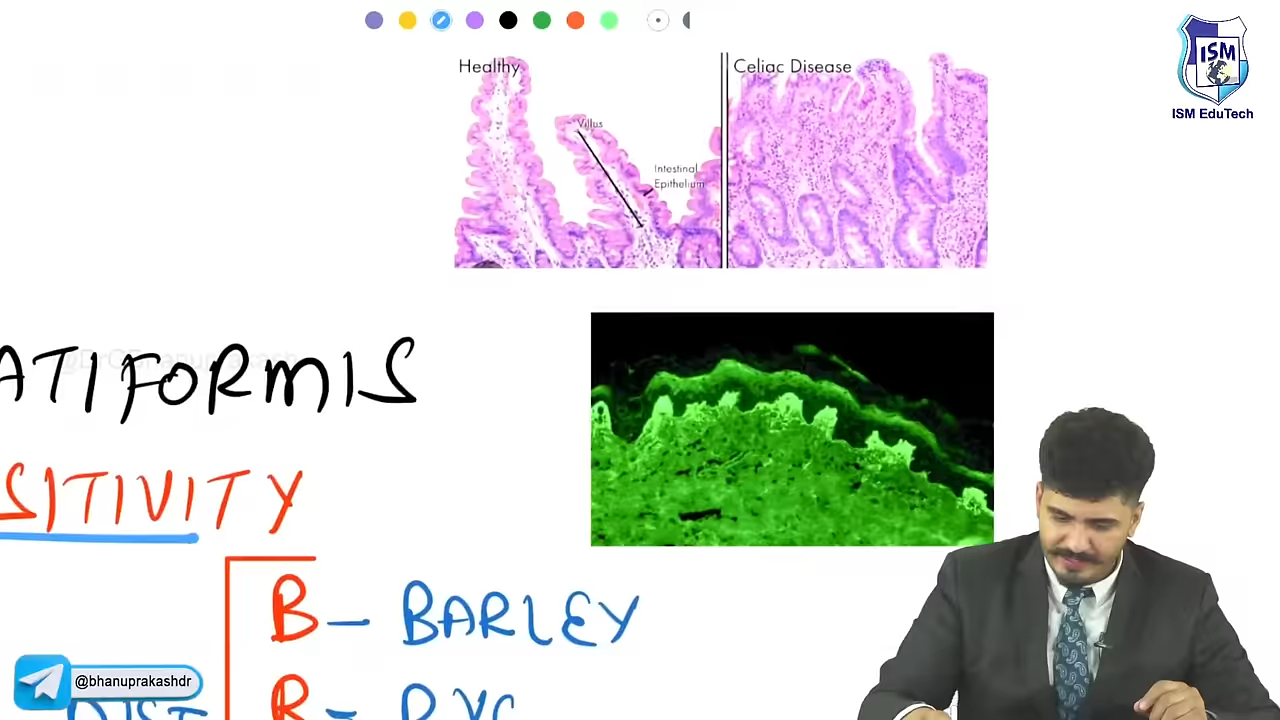 Healthy
Celiac Disease
Villus
Intestinal
Epithelium
ISM
ISM EduTech
ATIFORMIS
SITIVITY
B - BARLEY
@bhanuprakashdr
R -